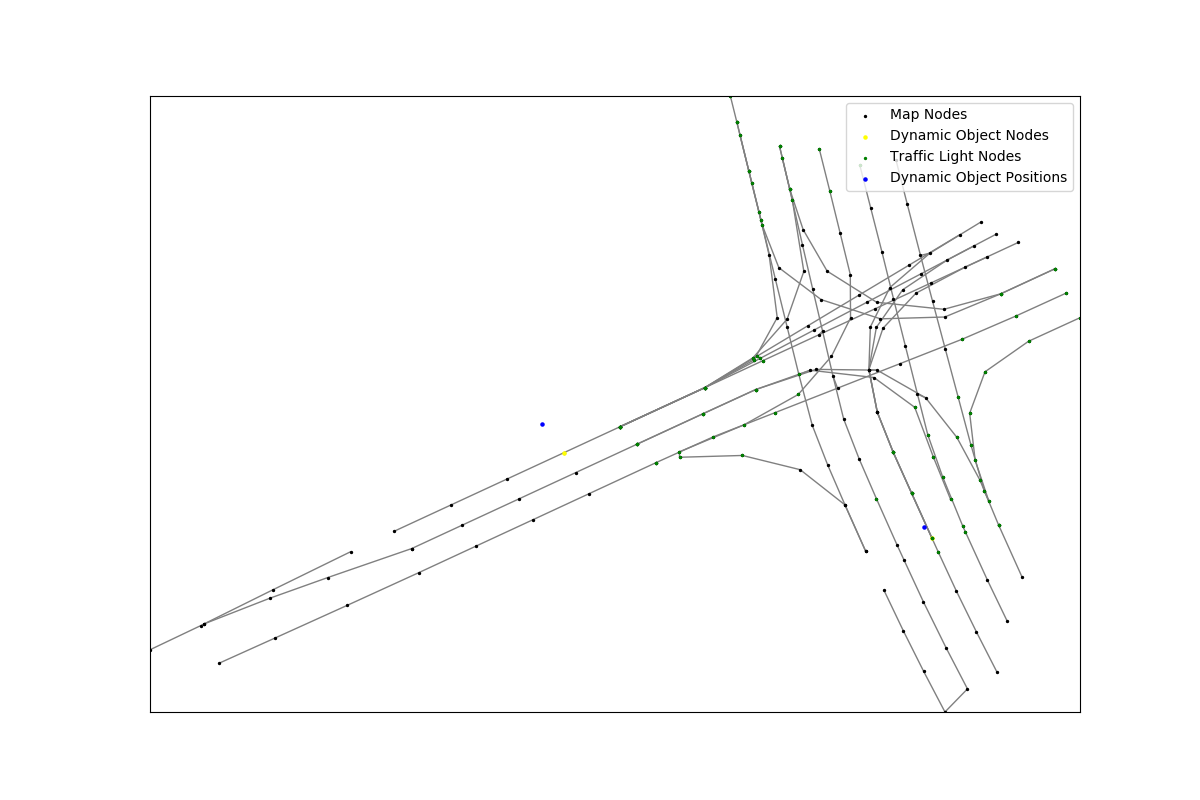 Map Nodes
Dynamic Object Nodes
Traffic Light Nodes
Dynamic Object Positions